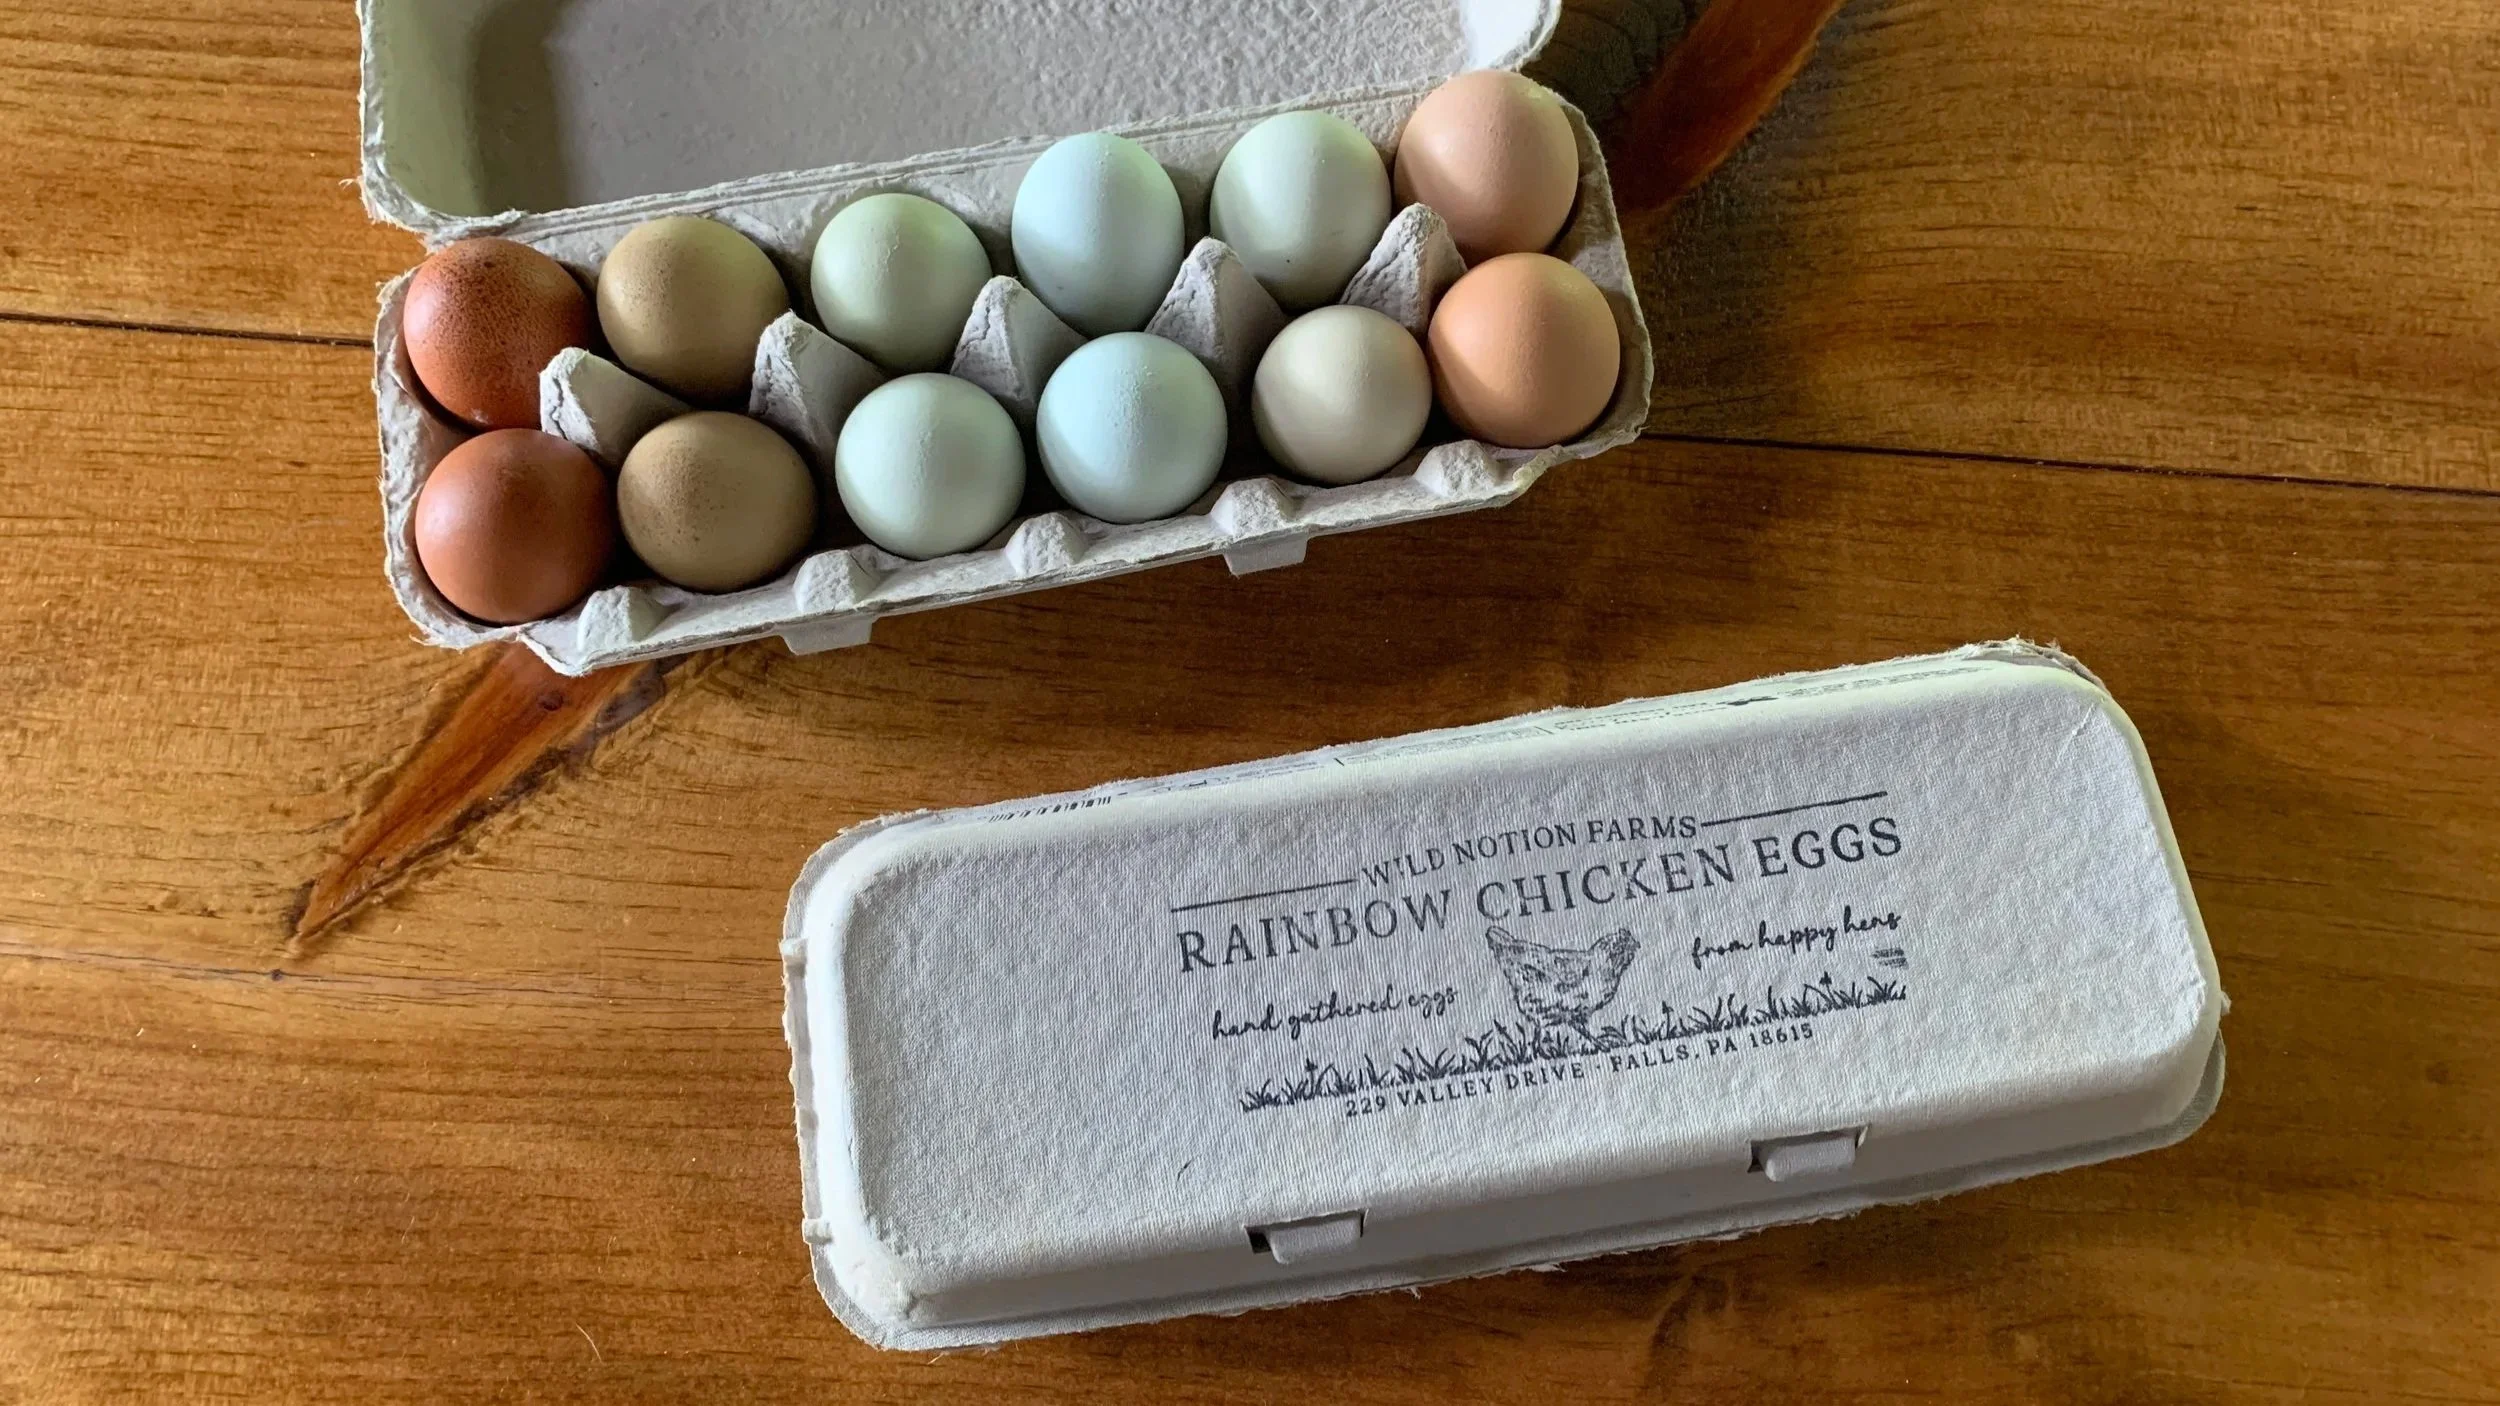 WILD NOTION FARMS
RAINBOW CHICKEN EGGS
hand gathered eggs
from happy hens
229 VALLEY DRIVE · FALLS, PA 18615